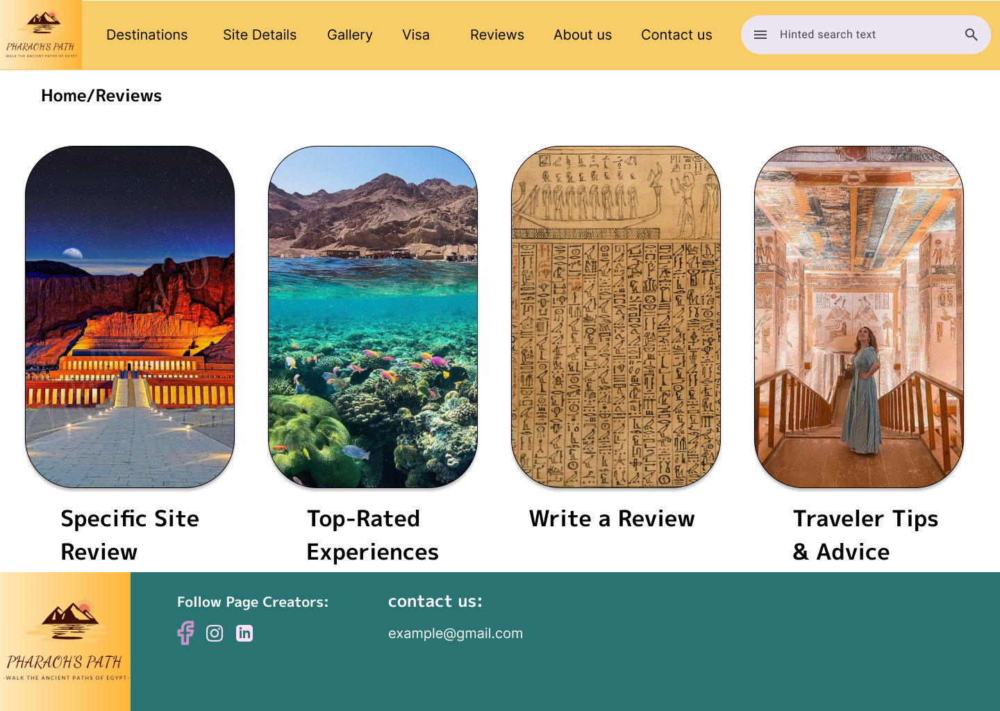 PHARAOH'S PATH
-WALK THE ANCIENT PATHS OF EGYPT-
Destinations Site Details Gallery Visa Reviews About us Contact us Hinted search text
Home/Reviews
Specific Site
Review
Top-Rated
Experiences
Write a Review
Traveler Tips
& Advice
PHARAOH'S PATH
-WALK THE ANCIENT PATHS OF EGYPT-
Follow Page Creators:
contact us:
example@gmail.com